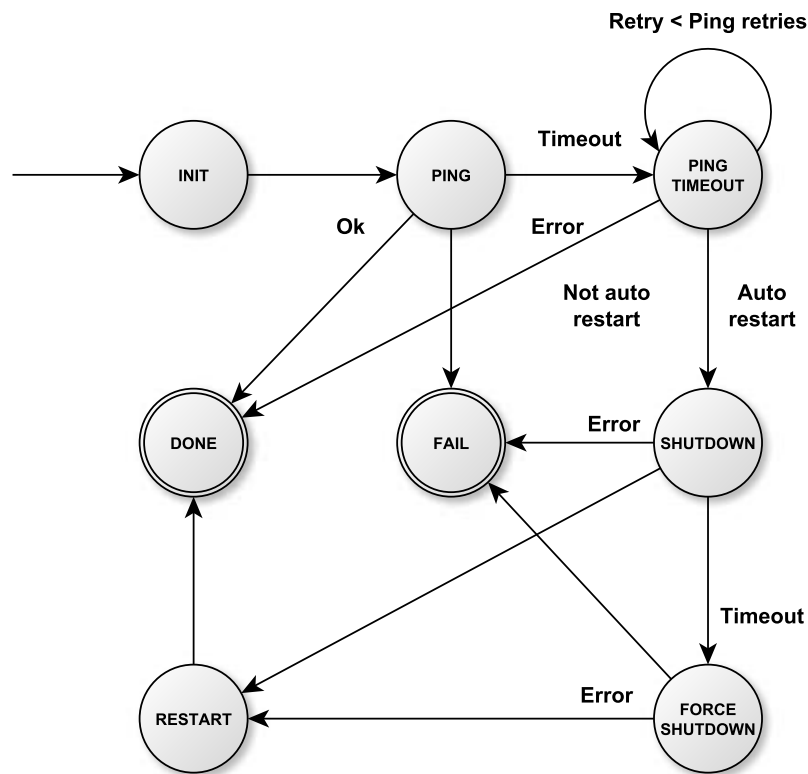 Retry < Ping retries
INIT
PING
Timeout
PING
TIMEOUT
Ok
Error
Not auto
restart
Auto
restart
DONE
FAIL
Error
SHUTDOWN
Timeout
RESTART
Error
FORCE
SHUTDOWN